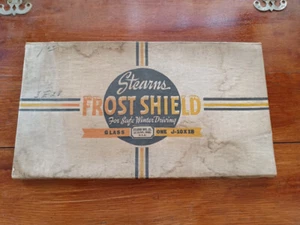 Stearns
FROST SHIELD
For Safe Winter Driving
GLASS
ONE